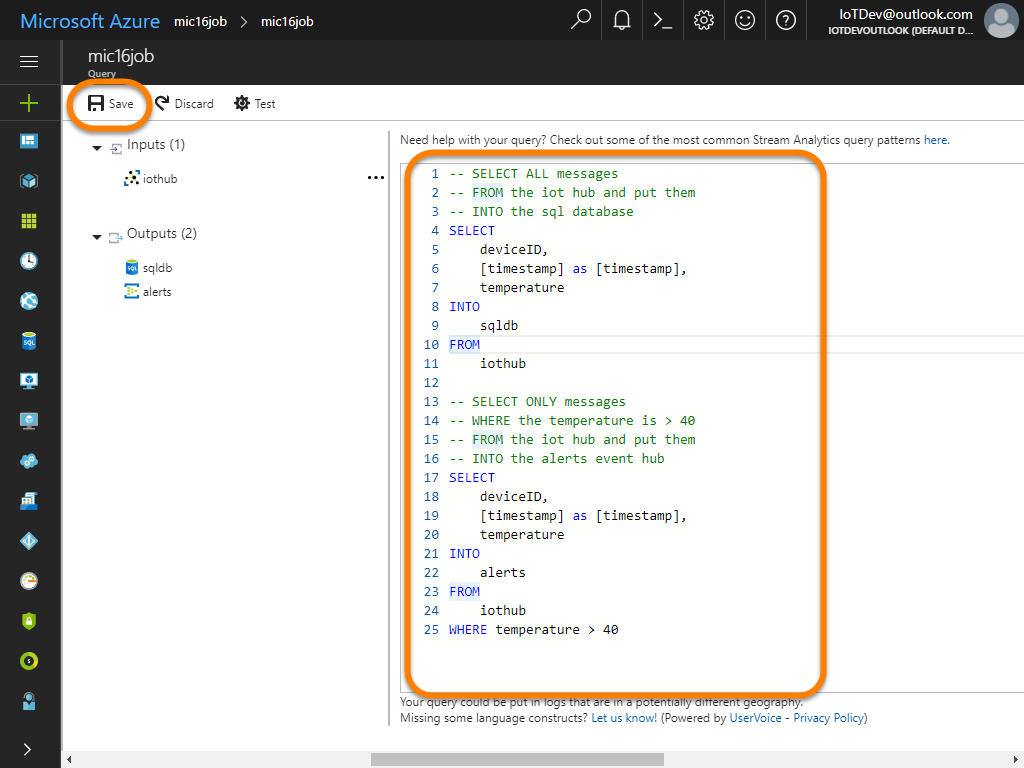 Microsoft Azure mic16job > mic16job
IoTDev@outlook.com
IOTDEVOUTLOOK (DEFAULT D...
mic16job
Query
Save Discard Test
Inputs (1)
iothub
...
Outputs (2)
sqldb
alerts
Need help with your query? Check out some of the most common Stream Analytics query patterns here.
1 -- SELECT ALL messages
2 -- FROM the iot hub and put them
3 -- INTO the sql database
4 SELECT
5 deviceID,
6 [timestamp] as [timestamp],
7 temperature
8 INTO
9 sqldb
10 FROM
11 iothub
12
13 -- SELECT ONLY messages
14 -- WHERE the temperature is > 40
15 -- FROM the iot hub and put them
16 -- INTO the alerts event hub
17 SELECT
18 deviceID,
19 [timestamp] as [timestamp],
20 temperature
21 INTO
22 alerts
23 FROM
24 iothub
25 WHERE temperature > 40
Your query could be put in logs that are in a potentially different geography.
Missing some language constructs? Let us know! (Powered by UserVoice - Privacy Policy)